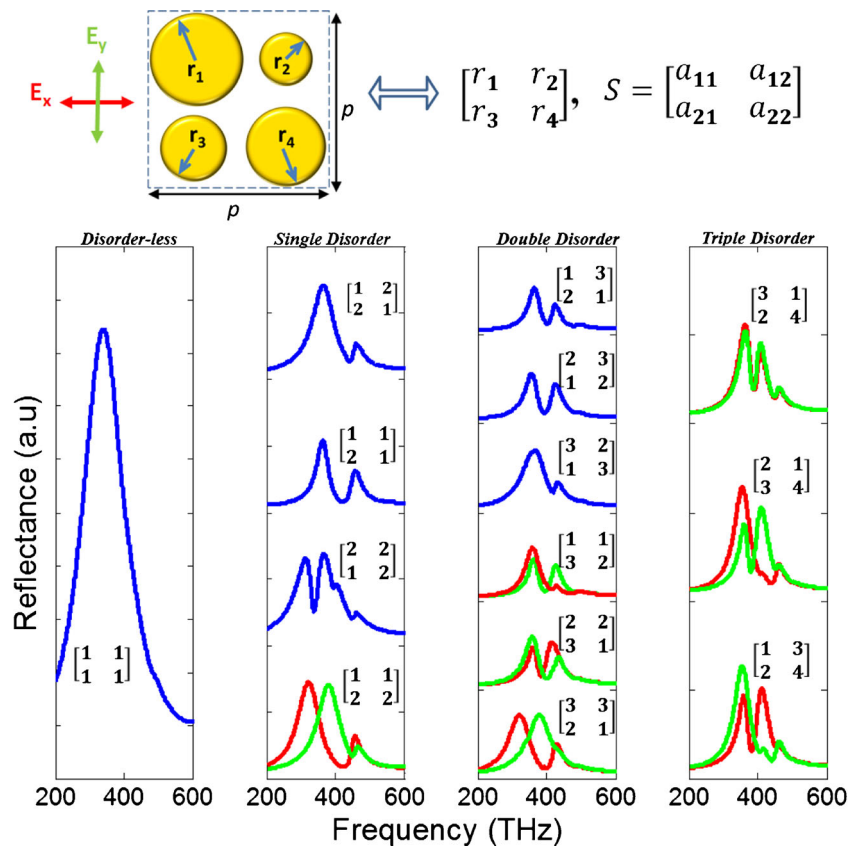 E_y
E_x
r_1 r_2
r_3 r_4
p
p
[r_1 r_2
r_3 r_4], S = [a_11 a_12
a_21 a_22]
Disorder-less
Single Disorder
Double Disorder
Triple Disorder
Reflectance (a.u)
[1 1
1 1]
[1 2
2 1]
[1 1
2 1]
[2 2
1 2]
[1 1
2 2]
[1 3
2 1]
[2 3
1 2]
[3 2
1 3]
[1 1
3 2]
[2 2
3 1]
[3 3
2 1]
[3 1
2 4]
[2 1
3 4]
[1 3
2 4]
200 400 600
200 400 600
200 400 600
200 400 600
Frequency (THz)